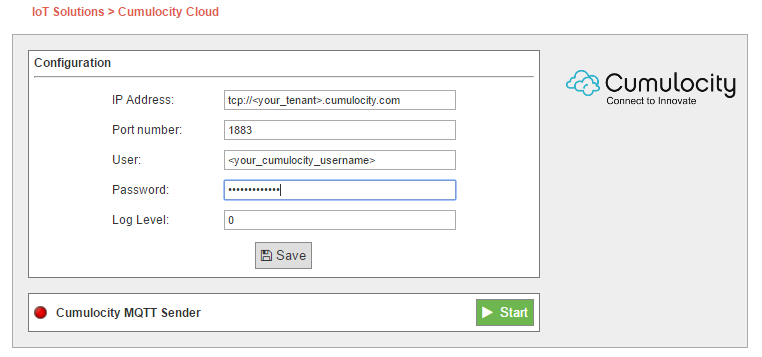 IoT Solutions > Cumulocity Cloud
Configuration
IP Address: tcp://<your_tenant>.cumulocity.com
Port number: 1883
User: <your_cumulocity_username>
Password: •••••••••••••
Log Level: 0
Save
Cumulocity
Connect to Innovate
Cumulocity MQTT Sender
Start